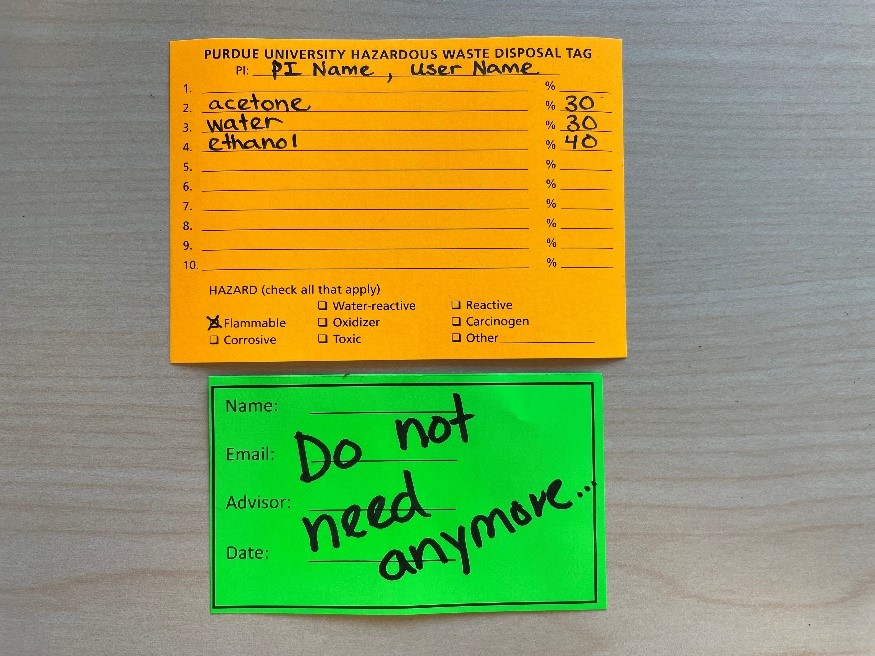 PURDUE UNIVERSITY HAZARDOUS WASTE DISPOSAL TAG
PI: PI Name, User Name
1. %
2. acetone % 30
3. water % 30
4. ethanol % 40
5. %
6. %
7. %
8. %
9. %
10. %
HAZARD (check all that apply)
Water-reactive Reactive
Flammable Oxidizer Carcinogen
Corrosive Toxic Other
Name:
Do not
Email:
Advisor:
need
Date:
anymore...